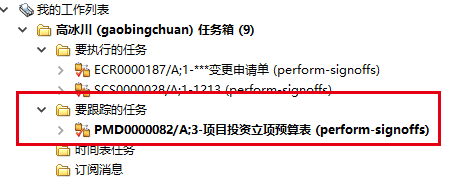 我的工作列表
高冰川 (gaobingchuan) 任务箱 (9)
要执行的任务
ECR0000187/A;1-***变更申请单 (perform-signoffs)
SCS0000028/A;1-1213 (perform-signoffs)
要跟踪的任务
PMD0000082/A;3-项目投资立项预算表 (perform-signoffs)
时间表任务
订阅消息